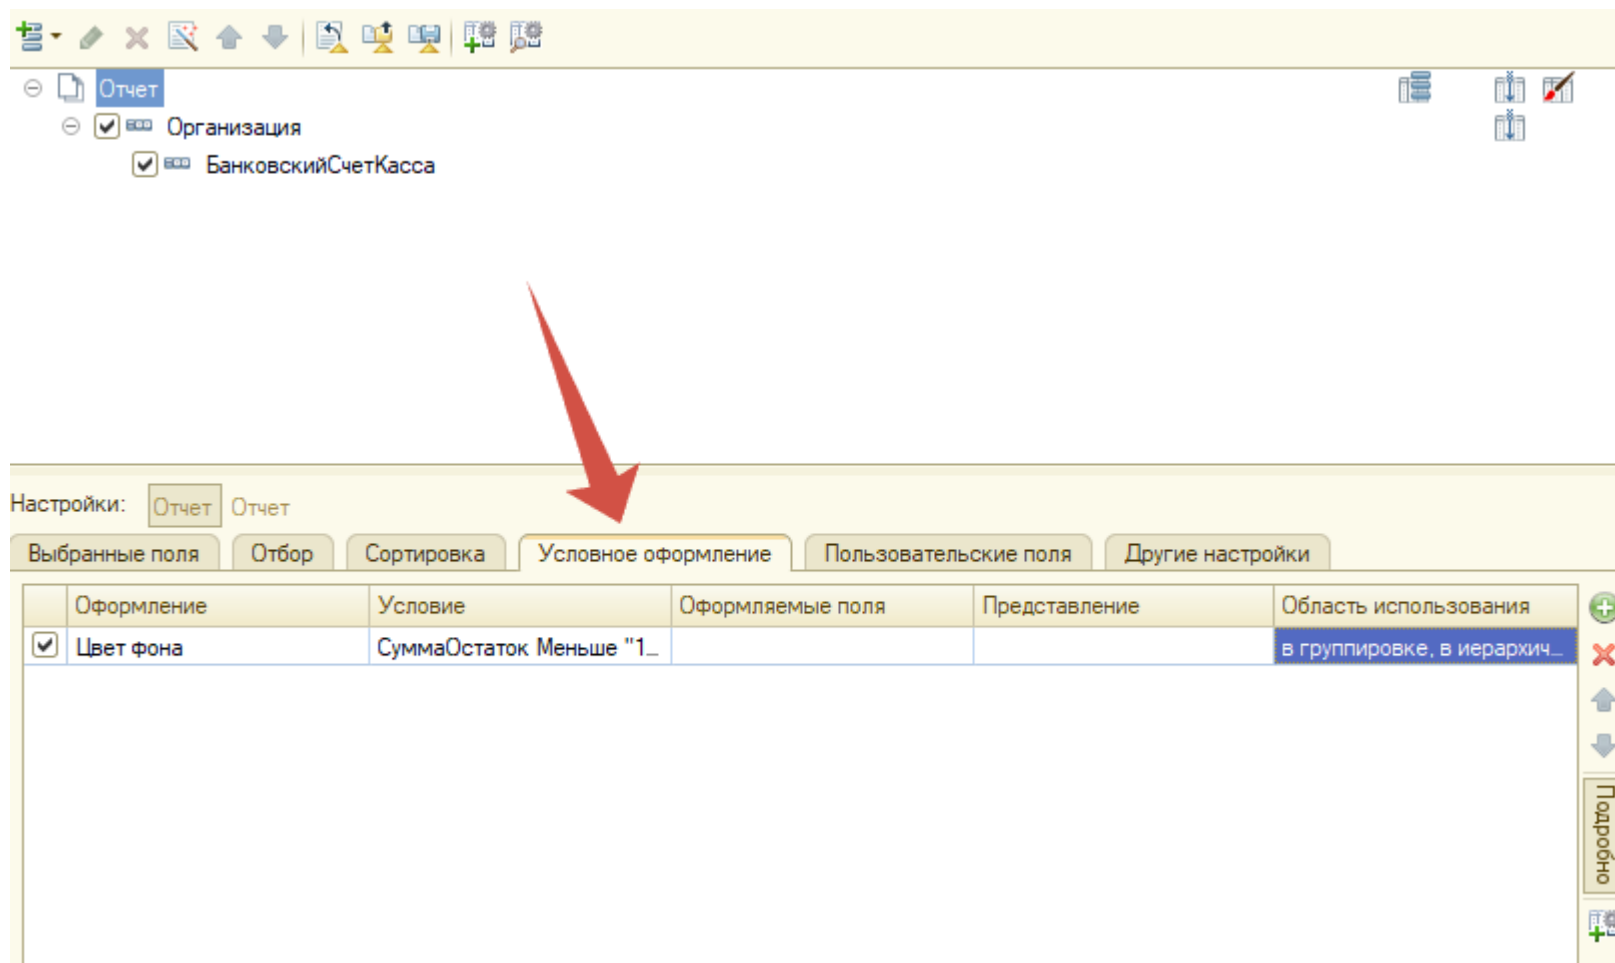 Отчет
Организация
БанковскийСчетКасса
Настройки: Отчет Отчет
Выбранные поля Отбор Сортировка Условное оформление Пользовательские поля Другие настройки
Оформление Условие Оформляемые поля Представление Область использования
Цвет фона СуммаОстаток Меньше "1... в группировке, в иерархич...
Подробно